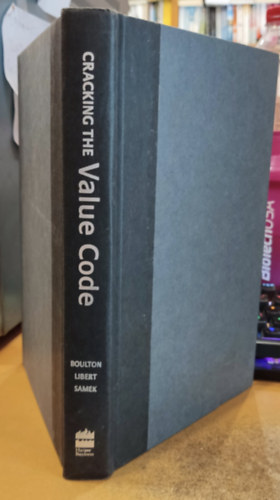 CRACKING THE Value Code
BOULTON
LIBERT
SAMEK